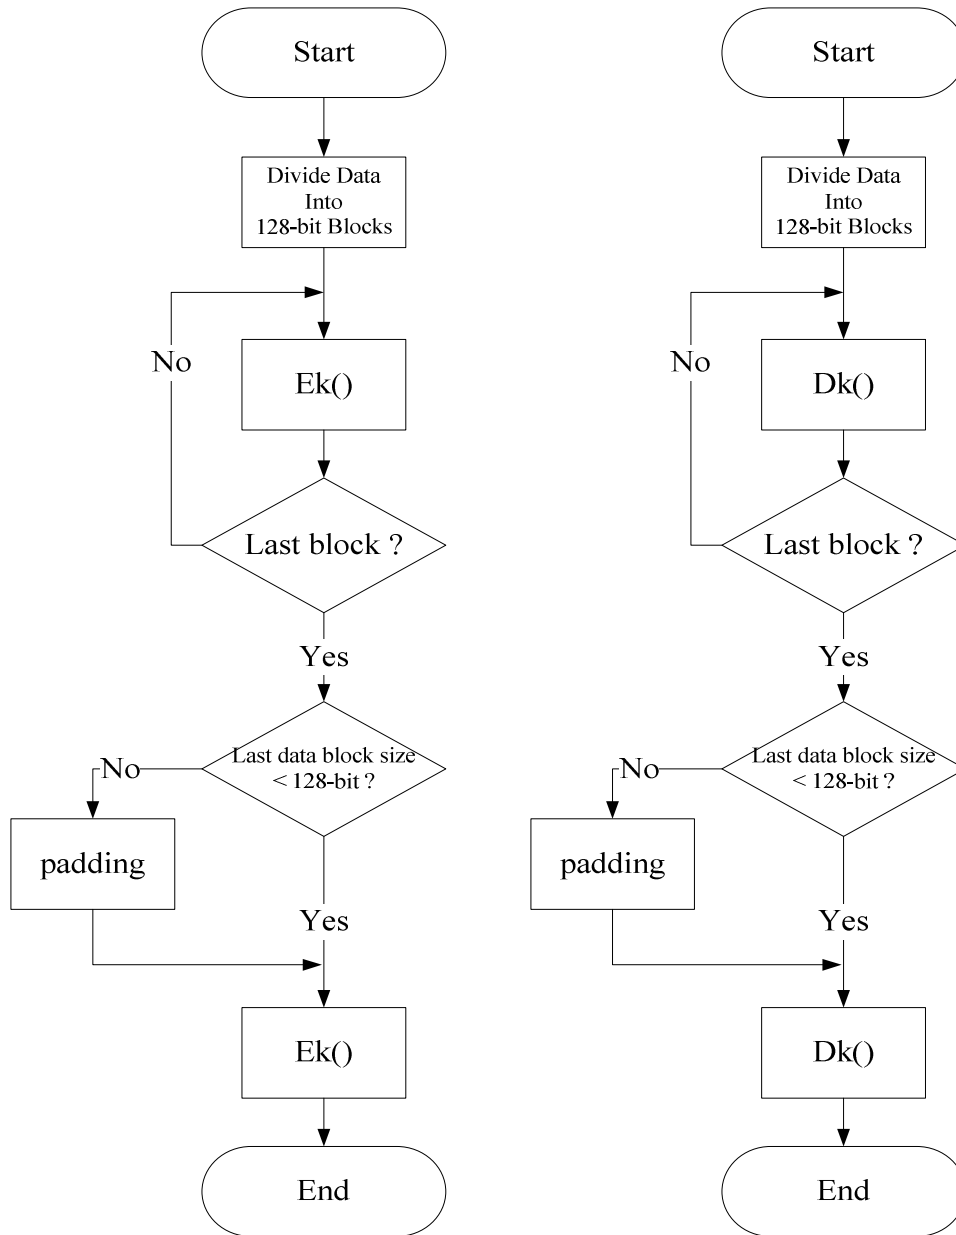 Start
Divide Data
Into
128-bit Blocks
No
Ek()
Last block ?
Yes
Last data block size
< 128-bit ?
No
padding
Yes
Ek()
End
Start
Divide Data
Into
128-bit Blocks
No
Dk()
Last block ?
Yes
Last data block size
< 128-bit ?
No
padding
Yes
Dk()
End